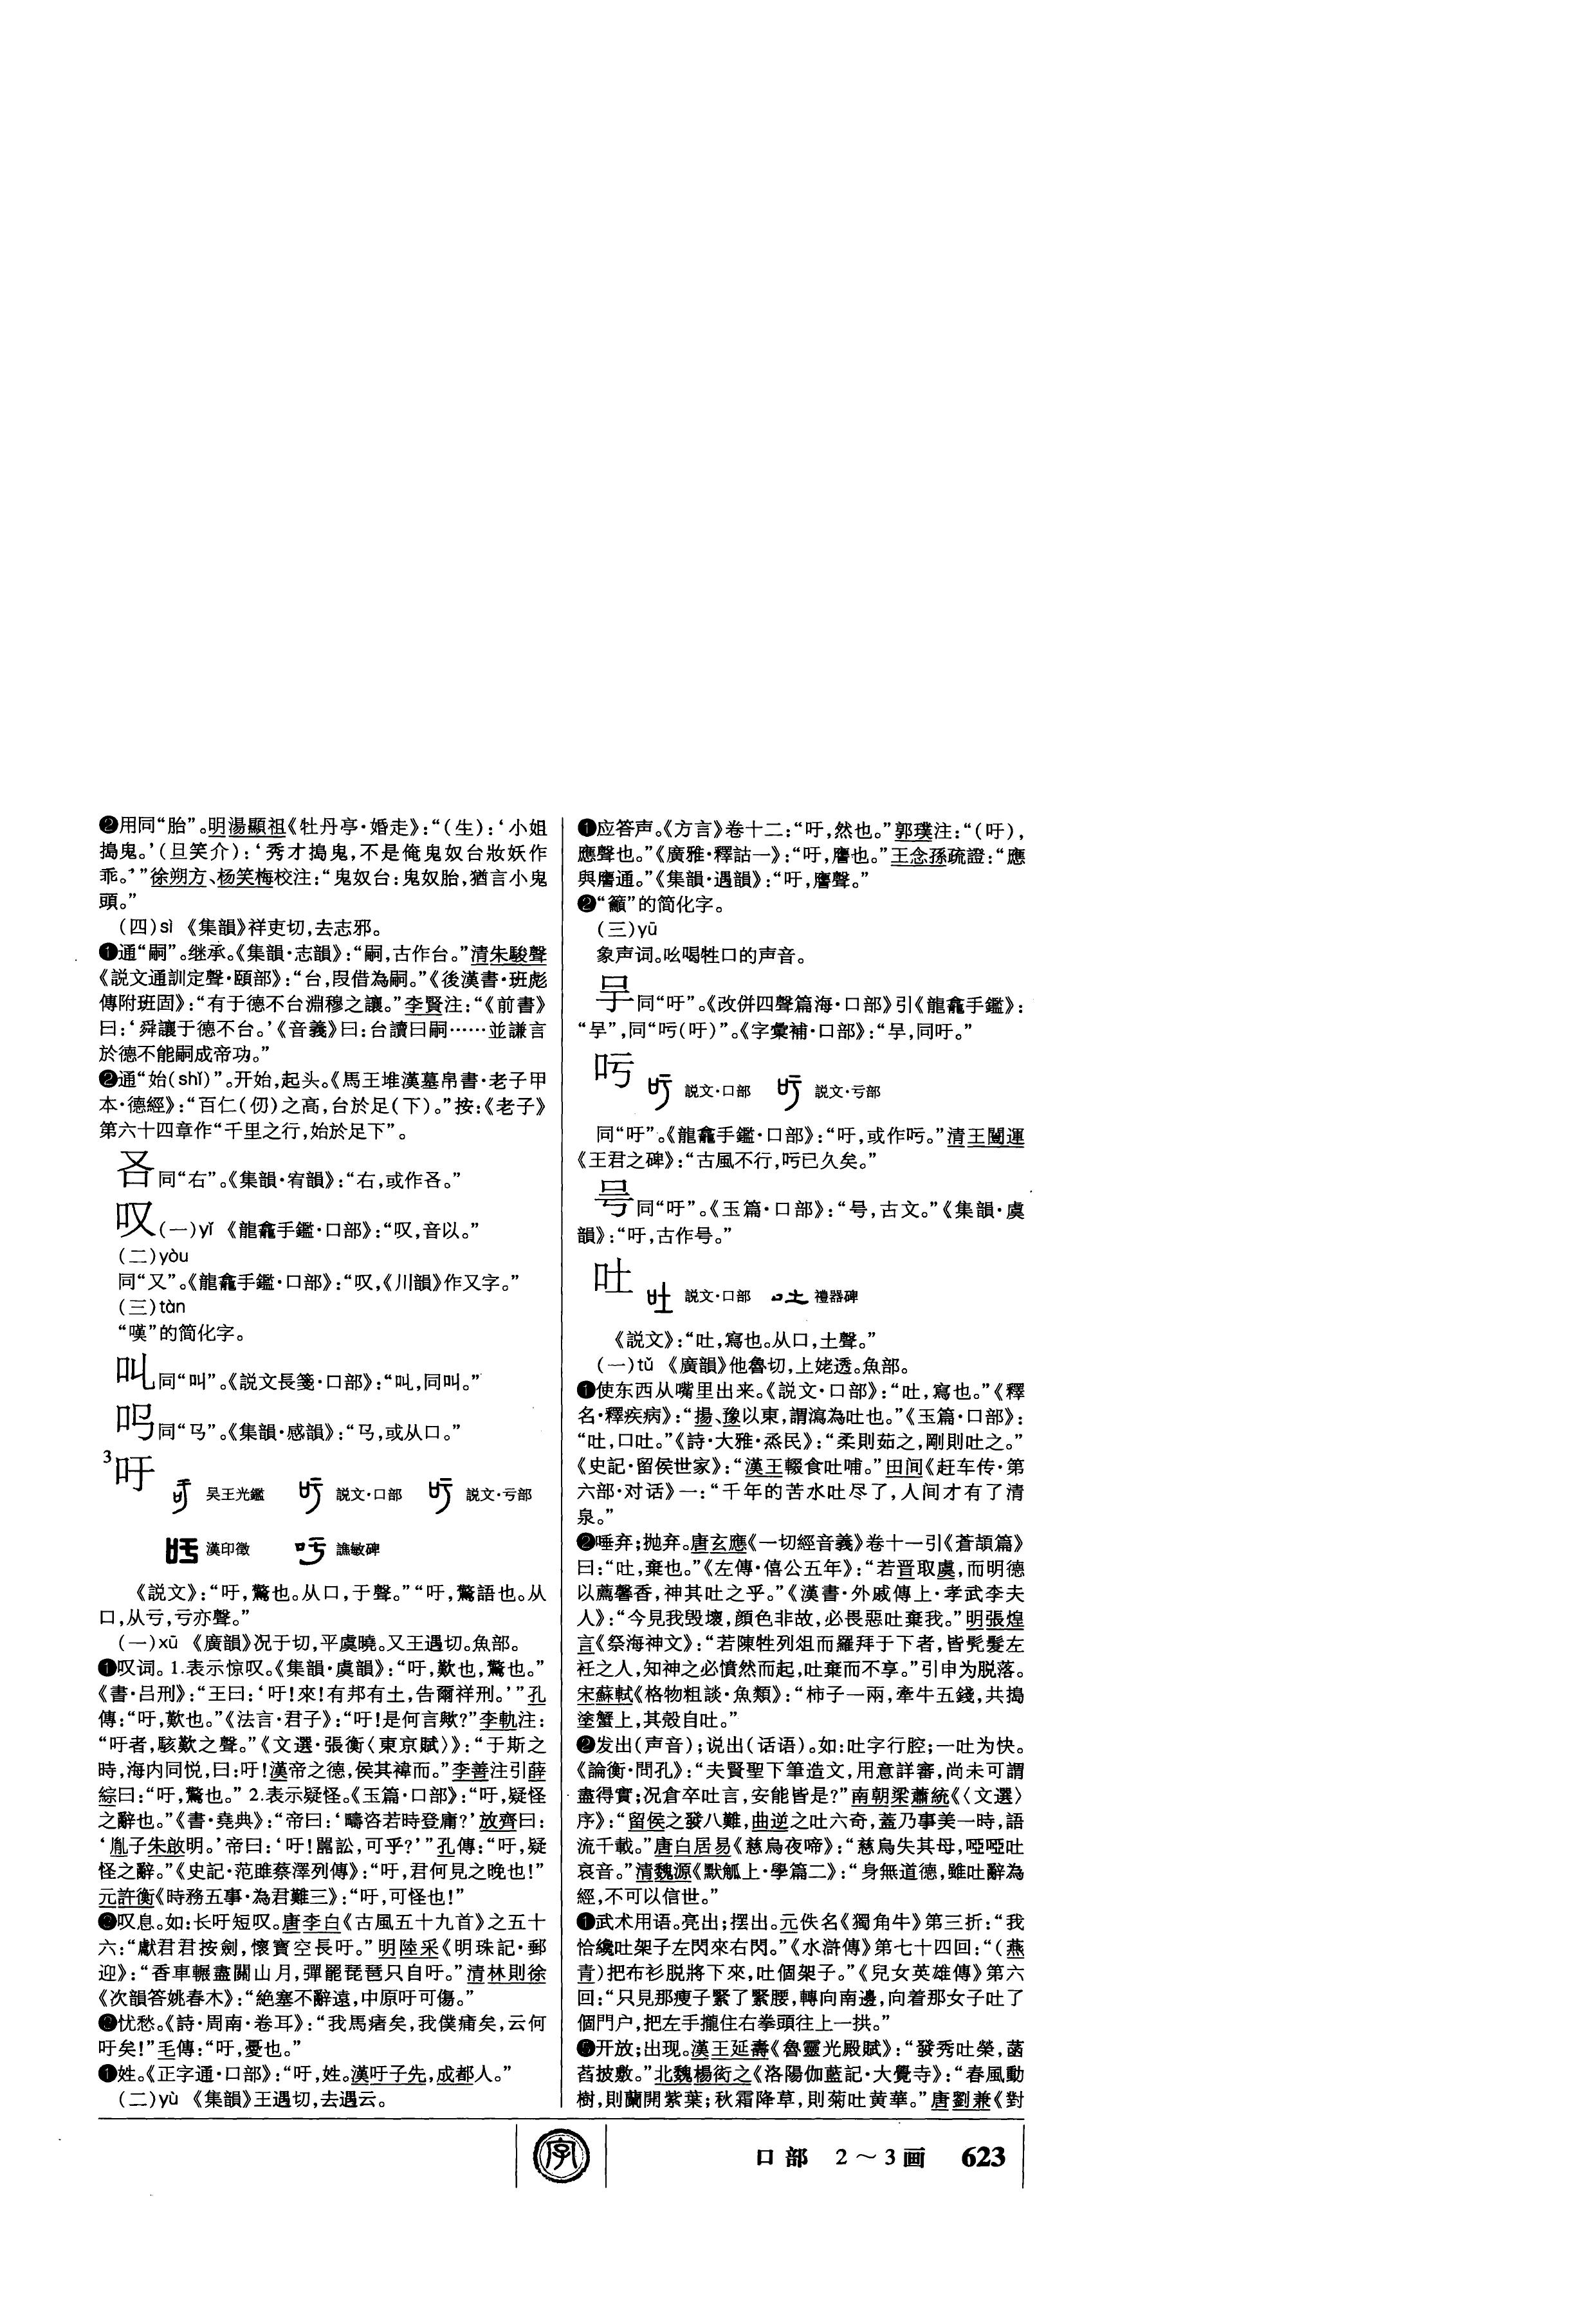 ❷用同“胎”。明湯顯祖《牡丹亭·婚走》：“(生)：‘小姐
搗鬼。’(旦笑介)：‘秀才搗鬼，不是俺鬼奴台妝妖作
乖。’”徐朔方、杨笑梅校注：“鬼奴台：鬼奴胎，猶言小鬼
頭。”
(四)sì 《集韻》祥吏切，去志邪。
❶通“嗣”。继承。《集韻·志韻》：“嗣，古作台。”清朱駿聲
《説文通訓定聲·頤部》：“台，叚借為嗣。”《後漢書·班彪
傳附班固》：“有于德不台淵穆之讓。”李賢注：“《前書》
曰：‘舜讓于德不台。’《音義》曰：台讀曰嗣……並謙言
於德不能嗣成帝功。”
❷通“始(shǐ)”。开始，起头。《馬王堆漢墓帛書·老子甲
本·德經》：“百仁(仞)之高，台於足(下)。”按：《老子》
第六十四章作“千里之行，始於足下”。
㕛同“右”。《集韻·宥韻》：“右，或作㕛。”
叹(一)yǐ 《龍龕手鑑·口部》：“叹，音以。”
(二)yòu
同“又”。《龍龕手鑑·口部》：“叹，《川韻》作又字。”
(三)tàn
“嘆”的简化字。
叫同“叫”。《説文長箋·口部》：“叫，同叫。”
同“马”。《集韻·感韻》：“马，或从口。”
3吁 吴王光鑑 説文·口部 説文·亏部
漢印徵 譙敏碑
《説文》：“吁，驚也。从口，于聲。”“吁，驚語也。从
口，从亏，亏亦聲。”
(一)xū 《廣韻》况于切，平虞曉。又王遇切。魚部。
❶叹词。1.表示惊叹。《集韻·虞韻》：“吁，歎也，驚也。”
《書·吕刑》：“王曰：‘吁！來！有邦有土，告爾祥刑。’”孔
傳：“吁，歎也。”《法言·君子》：“吁！是何言歟？”李軌注：
“吁者，駭歎之聲。”《文選·張衡〈東京賦〉》：“于斯之
時，海内同悦，曰：吁！漢帝之德，侯其禕而。”李善注引薛
綜曰：“吁，驚也。” 2.表示疑怪。《玉篇·口部》：“吁，疑怪
之辭也。”《書·堯典》：“帝曰：‘疇咨若時登庸？’放齊曰：
‘胤子朱啟明。’帝曰：‘吁！嚚訟，可乎？’”孔傳：“吁，疑
怪之辭。”《史記·范雎蔡澤列傳》：“吁，君何見之晚也！”
元許衡《時務五事·為君難三》：“吁，可怪也！”
❷叹息。如：长吁短叹。唐李白《古風五十九首》之五十
六：“獻君君按劍，懷寶空長吁。”明陸采《明珠記·郵
迎》：“香車輾盡關山月，彈罷琵琶只自吁。”清林則徐
《次韻答姚春木》：“絶塞不辭遠，中原吁可傷。”
❸忧愁。《詩·周南·卷耳》：“我馬瘏矣，我僕痡矣，云何
吁矣！”毛傳：“吁，憂也。”
❶姓。《正字通·口部》：“吁，姓。漢吁子先，成都人。”
(二)yù 《集韻》王遇切，去遇云。
❶应答声。《方言》卷十二：“吁，然也。”郭璞注：“(吁)，
應聲也。”《廣雅·釋詁一》：“吁，譍也。”王念孫疏證：“應
與譍通。”《集韻·遇韻》：“吁，譍聲。”
❷“籲”的简化字。
(三)yū
象声词。吆喝牲口的声音。
同“吁”。《改併四聲篇海·口部》引《龍龕手鑑》：
“㕤”，同“吁(吁)”。《字彙補·口部》：“，同吁。”
 説文·口部 説文·亏部
同“吁”。《龍龕手鑑·口部》：“吁，或作。”清王闓運
《王君之碑》：“古風不行，已久矣。”
号同“吁”。《玉篇·口部》：“号，古文。”《集韻·虞
韻》：“吁，古作号。”
吐 説文·口部 禮器碑
《説文》：“吐，寫也。从口，土聲。”
(一)tǔ 《廣韻》他魯切，上姥透。魚部。
❶使东西从嘴里出来。《説文·口部》：“吐，寫也。”《釋
名·釋疾病》：“揚、豫以東，謂瀉為吐也。”《玉篇·口部》：
“吐，口吐。”《詩·大雅·烝民》：“柔則茹之，剛則吐之。”
《史記·留侯世家》：“漢王輟食吐哺。”田间《赶车传·第
六部·对话》一：“千年的苦水吐尽了，人间才有了清
泉。”
❷唾弃；抛弃。唐玄應《一切經音義》卷十一引《蒼頡篇》
曰：“吐，棄也。”《左傳·僖公五年》：“若晋取虞，而明德
以薦馨香，神其吐之乎。”《漢書·外戚傳上·孝武李夫
人》：“今見我毁壞，顔色非故，必畏惡吐棄我。”明張煌
言《祭海神文》：“若陳牲列俎而羅拜于下者，皆髡髮左
衽之人，知神之必憤然而起，吐棄而不享。”引申为脱落。
宋蘇軾《格物粗談·魚類》：“柿子一兩，牽牛五錢，共搗
塗蟹上，其殻自吐。”
❷发出(声音)；说出(话语)。如：吐字行腔；一吐为快。
《論衡·問孔》：“夫賢聖下筆造文，用意詳審，尚未可謂
盡得實；况倉卒吐言，安能皆是？”南朝梁蕭統《〈文選〉
序》：“留侯之發八難，曲逆之吐六奇，蓋乃事美一時，語
流千載。”唐白居易《慈烏夜啼》：“慈烏失其母，啞啞吐
哀音。”清魏源《默觚上·學篇二》：“身無道德，雖吐辭為
經，不可以信世。”
❶武术用语。亮出；摆出。元佚名《獨角牛》第三折：“我
恰纔吐架子左閃來右閃。”《水滸傳》第七十四回：“(燕
青)把布衫脱將下來，吐個架子。”《兒女英雄傳》第六
回：“只見那瘦子緊了緊腰，轉向南邊，向着那女子吐了
個門户，把左手攏住右拳頭往上一拱。”
❺开放；出现。漢王延壽《魯靈光殿賦》：“發秀吐榮，菡
萏披敷。”北魏楊衒之《洛陽伽藍記·大覺寺》：“春風動
樹，則蘭開紫葉；秋霜降草，則菊吐黄華。”唐劉兼《對
字
口部 2～3画 623